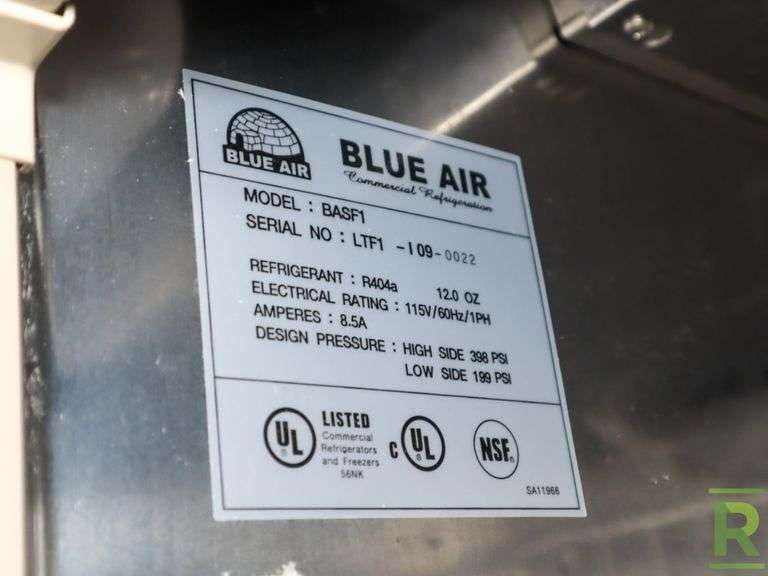 BLUE AIR
BLUE AIR
Commercial Refrigeration
MODEL : BASF1
SERIAL NO : LTF1 -I 09-0022
REFRIGERANT : R404a 12.0 OZ
ELECTRICAL RATING : 115V/60Hz/1PH
AMPERES : 8.5A
DESIGN PRESSURE : HIGH SIDE 398 PSI
LOW SIDE 199 PSI
UL
®
LISTED
Commercial
Refrigerators
and Freezers
56NK
C UL
®
NSF®
SA11966
R